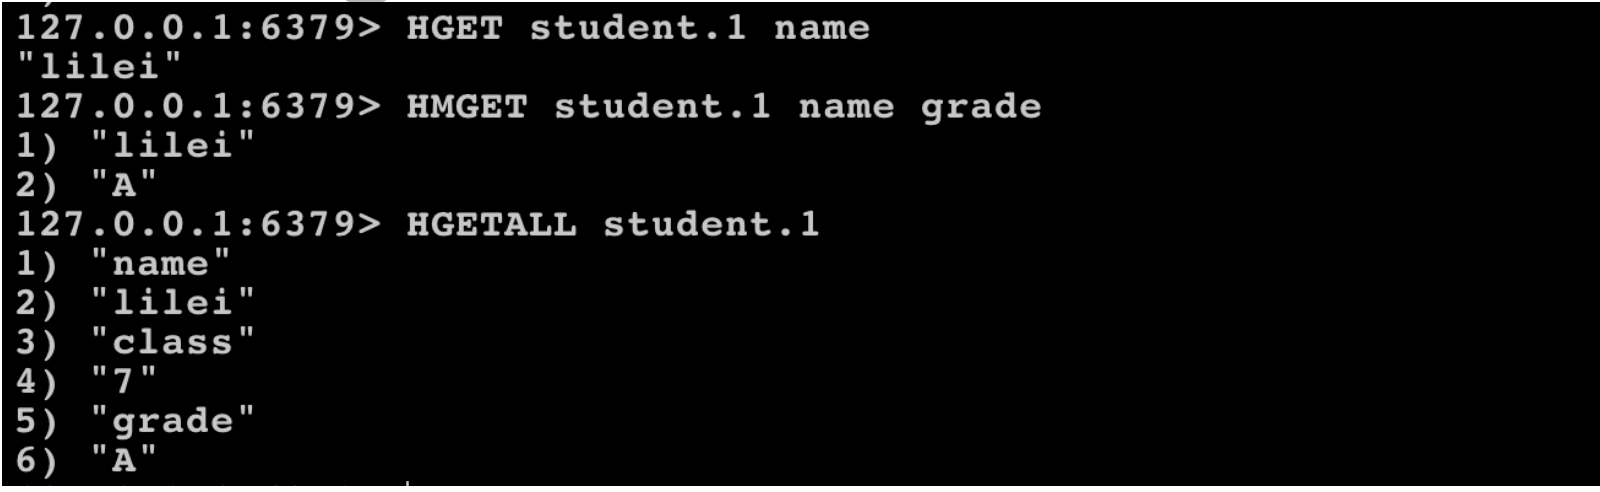 127.0.0.1:6379> HGET student.1 name
"lilei"
127.0.0.1:6379> HMGET student.1 name grade
1) "lilei"
2) "A"
127.0.0.1:6379> HGETALL student.1
1) "name"
2) "lilei"
3) "class"
4) "7"
5) "grade"
6) "A"